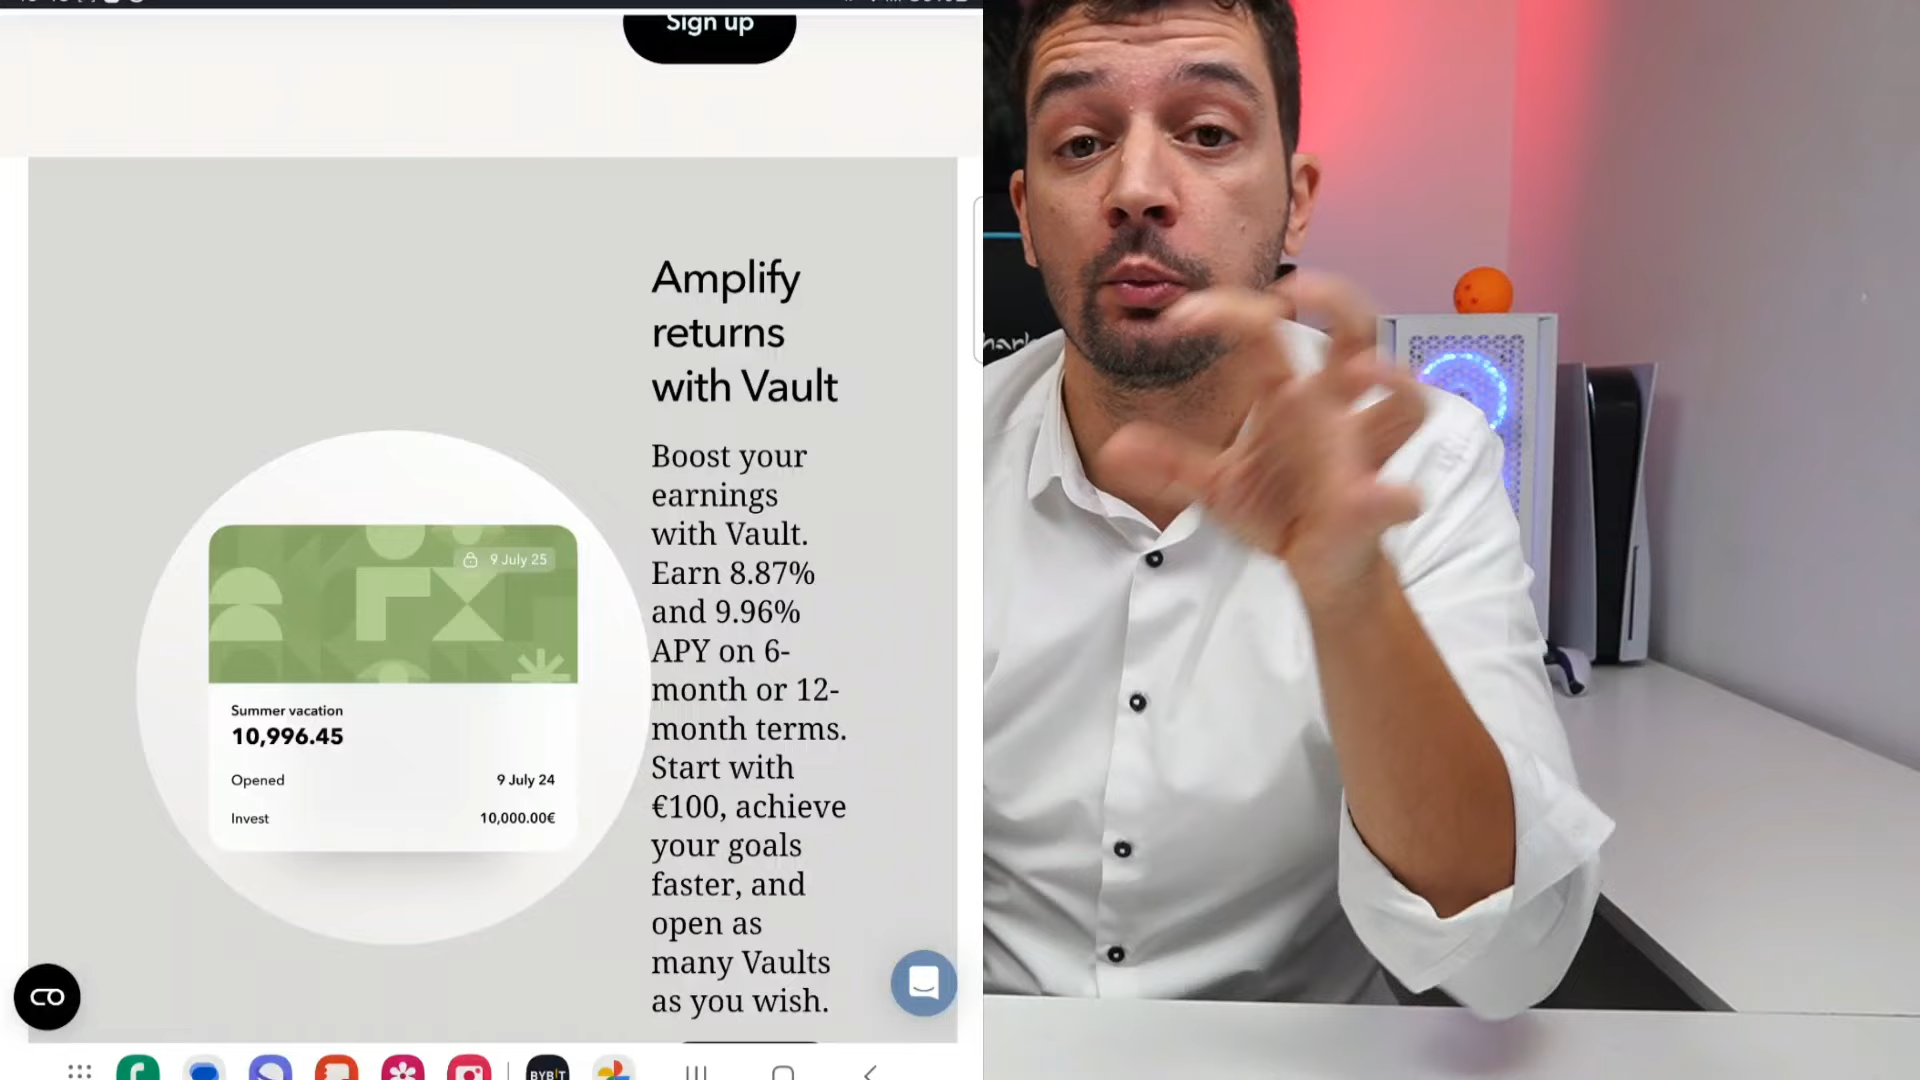 Sign up
Amplify
returns
with Vault
Boost your
earnings
with Vault.
Earn 8.87%
and 9.96%
APY on 6-
month or 12-
month terms.
Start with
€100, achieve
your goals
faster, and
open as
many Vaults
as you wish.
9 July 25
Summer vacation
10,996.45
Opened 9 July 24
Invest 10,000.00€
BYBIT